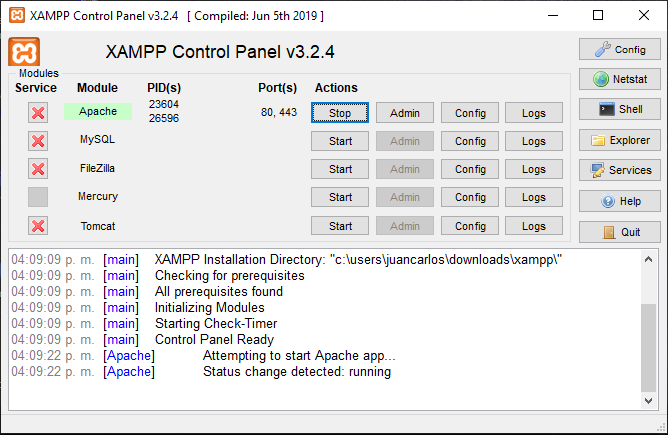 XAMPP Control Panel v3.2.4 [ Compiled: Jun 5th 2019 ]
XAMPP Control Panel v3.2.4
Config
Modules
Service Module PID(s) Port(s) Actions
Netstat
Apache 23604 26596 80, 443 Stop Admin Config Logs
Shell
MySQL Start Admin Config Logs
Explorer
FileZilla Start Admin Config Logs
Services
Mercury Start Admin Config Logs
Help
Tomcat Start Admin Config Logs
Quit
04:09:09 p. m. [main] XAMPP Installation Directory: "c:\users\juancarlos\downloads\xampp\"
04:09:09 p. m. [main] Checking for prerequisites
04:09:09 p. m. [main] All prerequisites found
04:09:09 p. m. [main] Initializing Modules
04:09:09 p. m. [main] Starting Check-Timer
04:09:09 p. m. [main] Control Panel Ready
04:09:22 p. m. [Apache] Attempting to start Apache app...
04:09:22 p. m. [Apache] Status change detected: running